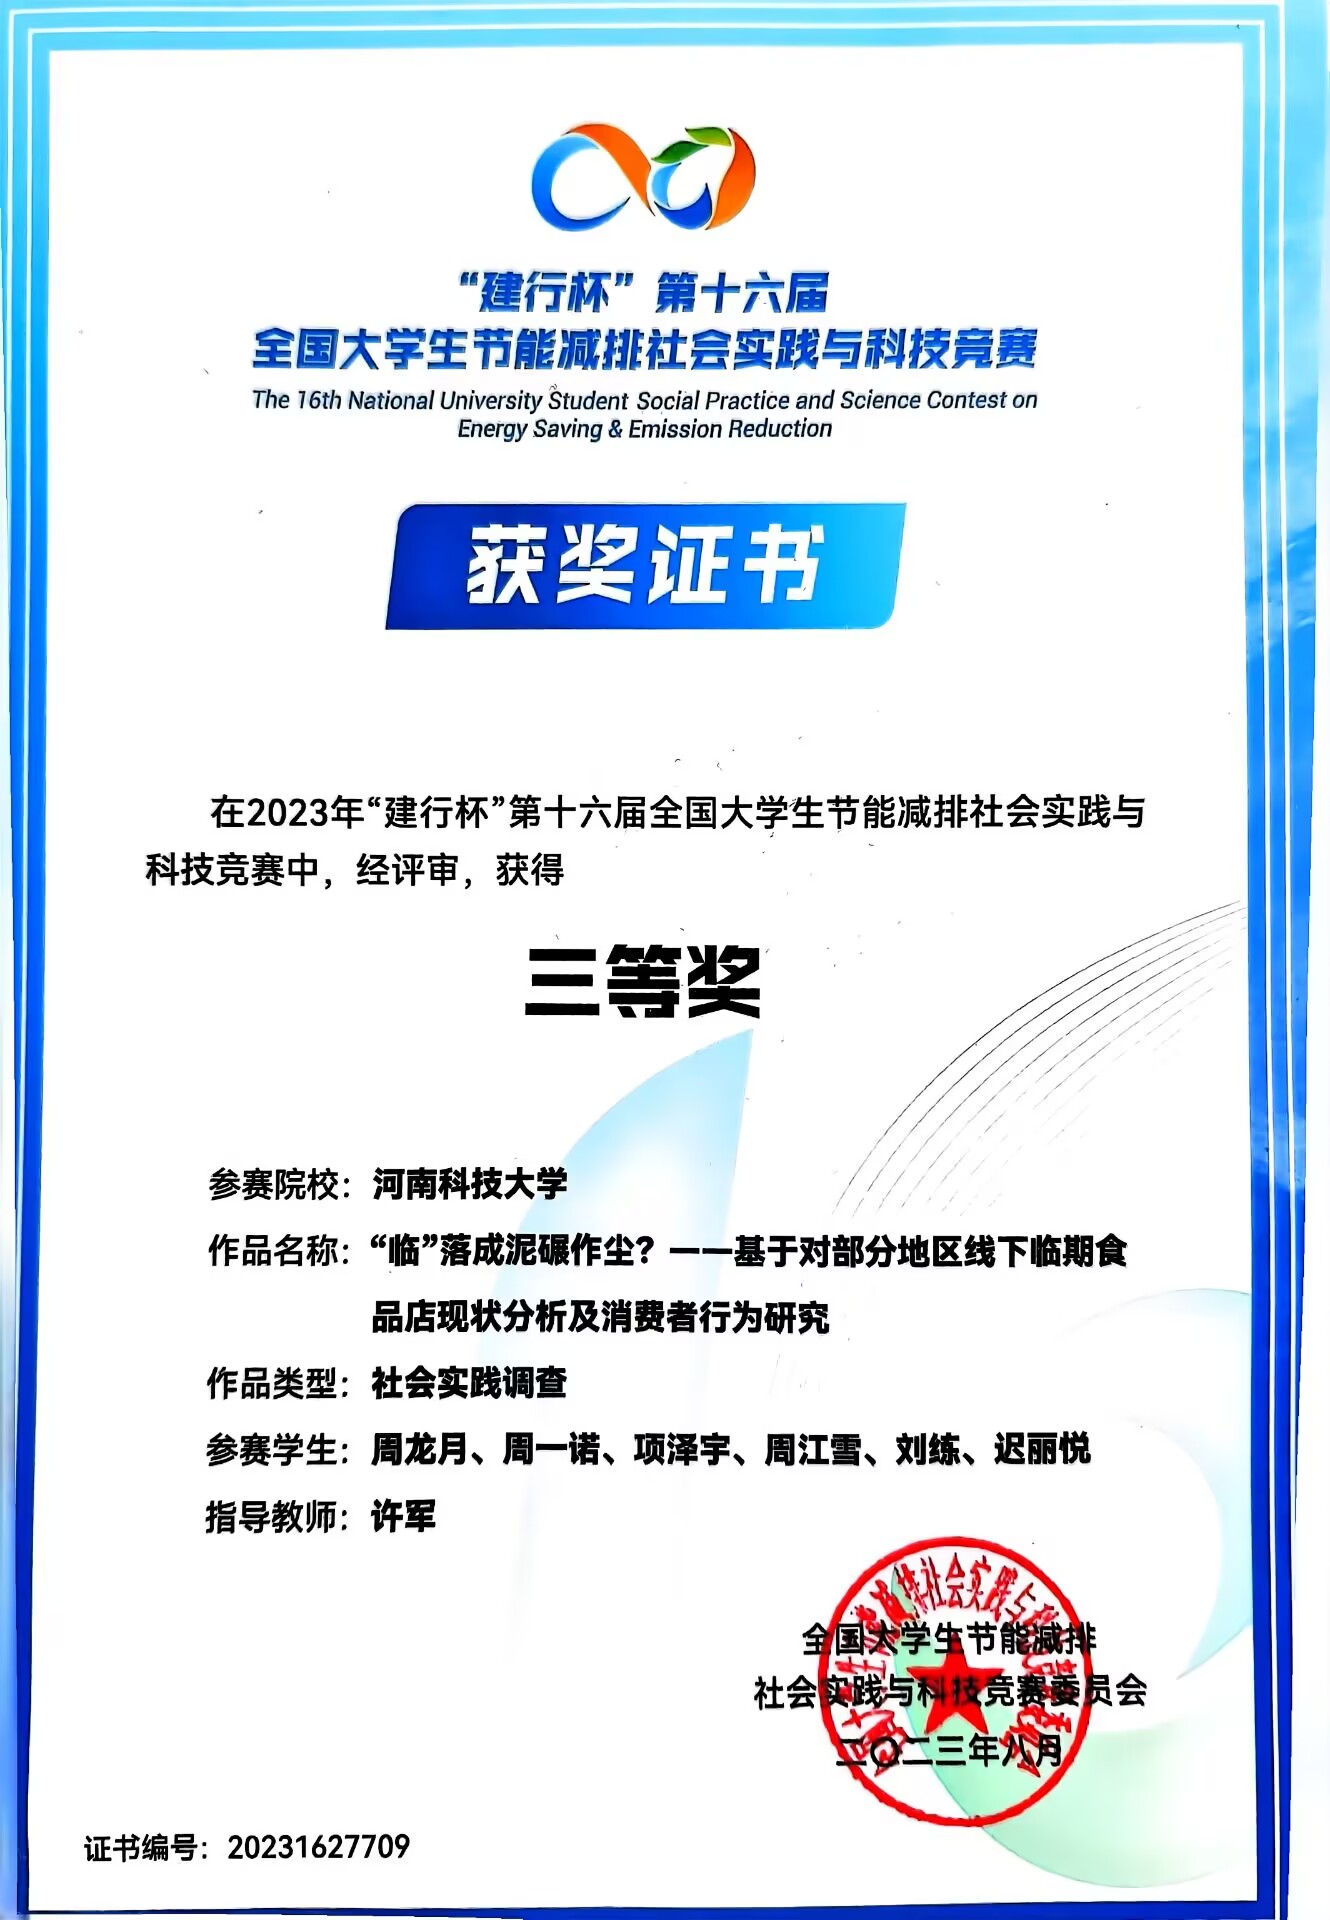 “建行杯”第十六届
全国大学生节能减排社会实践与科技竞赛
The 16th National University Student Social Practice and Science Contest on
Energy Saving & Emission Reduction
获奖证书
在2023年“建行杯”第十六届全国大学生节能减排社会实践与
科技竞赛中，经评审，获得
三等奖
参赛院校：河南科技大学
作品名称：“临”落成泥碾作尘？——基于对部分地区线下临期食
品店现状分析及消费者行为研究
作品类型：社会实践调查
参赛学生：周龙月、周一诺、项泽宇、周江雪、刘练、迟丽悦
指导教师：许军
全国大学生节能减排
社会实践与科技竞赛委员会
二〇二三年八月
证书编号：20231627709